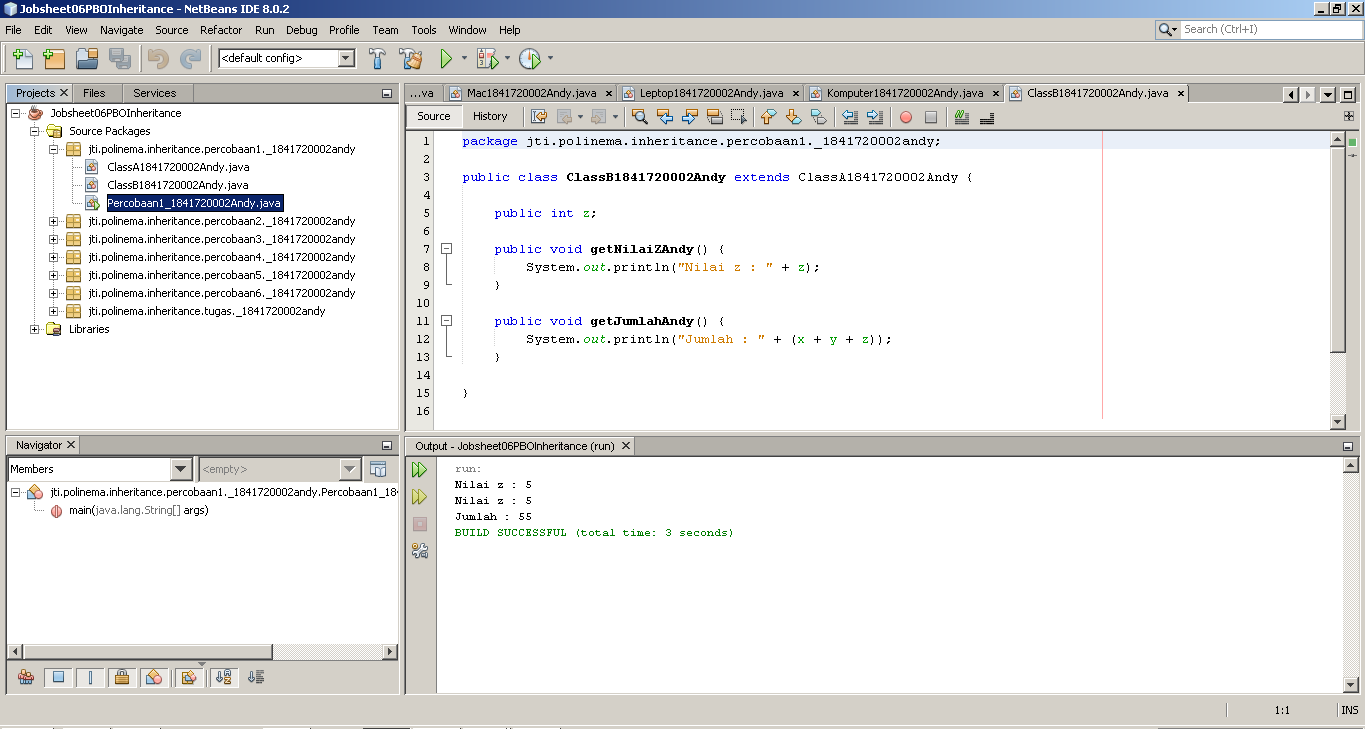 Jobsheet06PBOInheritance - NetBeans IDE 8.0.2
File Edit View Navigate Source Refactor Run Debug Profile Team Tools Window Help
Search (Ctrl+I)
<default config>
Projects Files Services
Jobsheet06PBOInheritance
Source Packages
jti.polinema.inheritance.percobaan1._1841720002andy
ClassA1841720002Andy.java
ClassB1841720002Andy.java
Percobaan1_1841720002Andy.java
jti.polinema.inheritance.percobaan2._1841720002andy
jti.polinema.inheritance.percobaan3._1841720002andy
jti.polinema.inheritance.percobaan4._1841720002andy
jti.polinema.inheritance.percobaan5._1841720002andy
jti.polinema.inheritance.percobaan6._1841720002andy
jti.polinema.inheritance.tugas._1841720002andy
Libraries
...va Mac1841720002Andy.java Leptop1841720002Andy.java Komputer1841720002Andy.java ClassB1841720002Andy.java
Source History
1 package jti.polinema.inheritance.percobaan1._1841720002andy;
2
3 public class ClassB1841720002Andy extends ClassA1841720002Andy {
4
5 public int z;
6
7 public void getNilaiZAndy() {
8 System.out.println("Nilai z : " + z);
9 }
10
11 public void getJumlahAndy() {
12 System.out.println("Jumlah : " + (x + y + z));
13 }
14
15 }
16
Navigator
Members <empty>
jti.polinema.inheritance.percobaan1._1841720002andy.Percobaan1_18
main(java.lang.String[] args)
Output - Jobsheet06PBOInheritance (run)
run:
Nilai z : 5
Nilai z : 5
Jumlah : 55
BUILD SUCCESSFUL (total time: 3 seconds)
1:1 INS